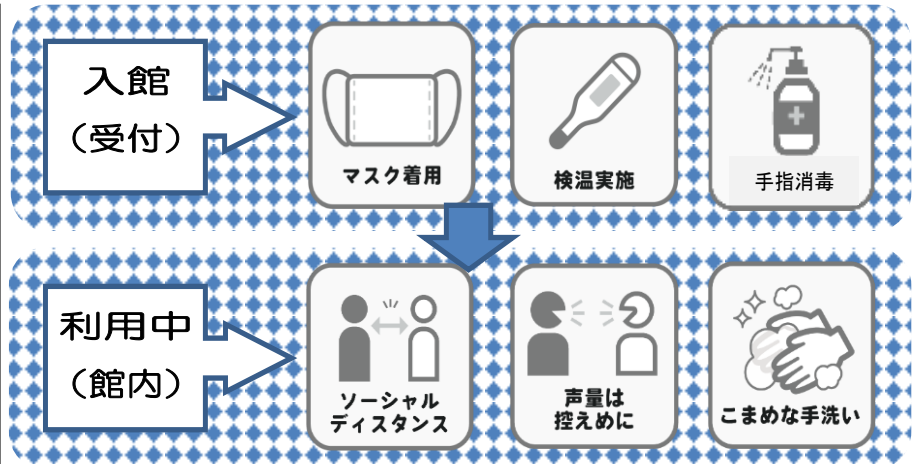 入館
（受付）
マスク着用
検温実施
手指消毒
利用中
（館内）
ソーシャル
ディスタンス
声量は
控えめに
こまめな手洗い